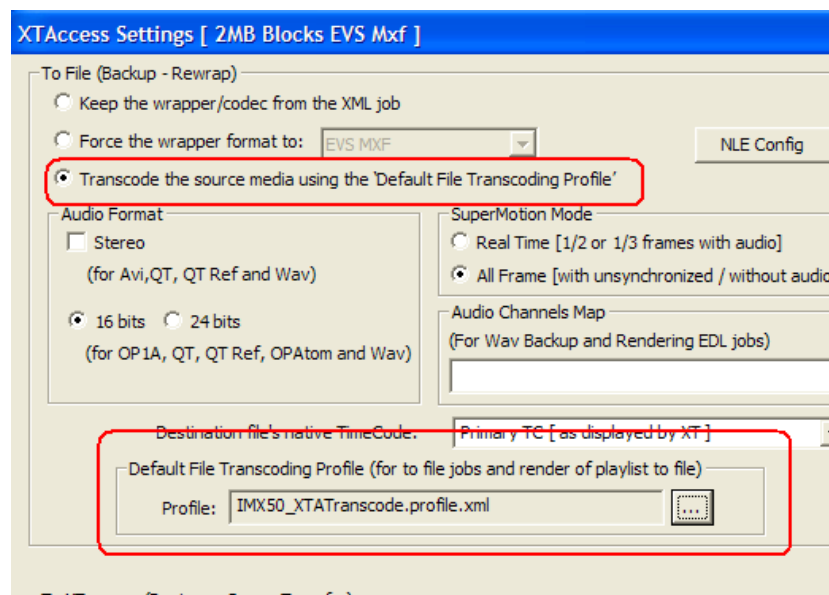 XTAccess Settings [ 2MB Blocks EVS Mxf ]
To File (Backup - Rewrap)
Keep the wrapper/codec from the XML job
Force the wrapper format to: EVS MXF NLE Config
Transcode the source media using the 'Default File Transcoding Profile'
Audio Format
Stereo
(for Avi,QT, QT Ref and Wav)
16 bits 24 bits
(for OP1A, QT, QT Ref, OPAtom and Wav)
SuperMotion Mode
Real Time [1/2 or 1/3 frames with audio]
All Frame [with unsynchronized / without audio
Audio Channels Map
(For Wav Backup and Rendering EDL jobs)
Destination file's native TimeCode: Primary TC [ as displayed by XT ]
Default File Transcoding Profile (for to file jobs and render of playlist to file)
Profile: IMX50_XTATranscode.profile.xml ...